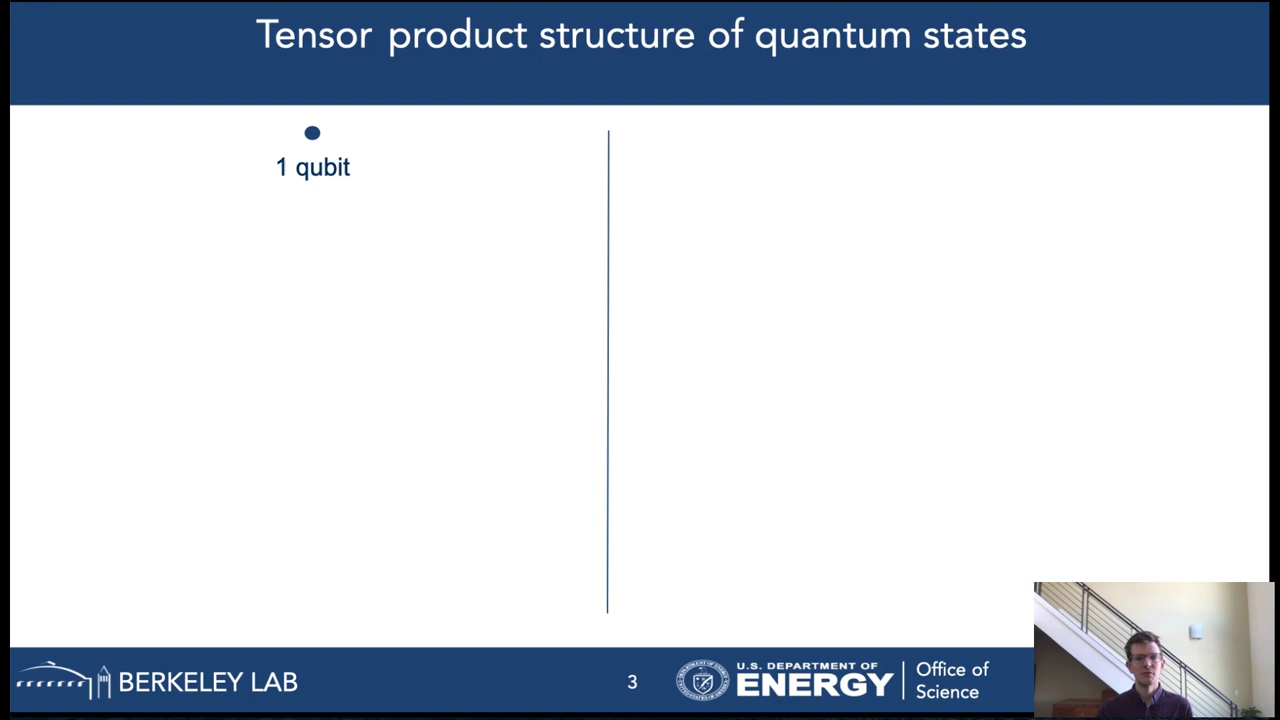 Tensor product structure of quantum states
1 qubit
BERKELEY LAB
3
U.S. DEPARTMENT OF
ENERGY
Office of
Science